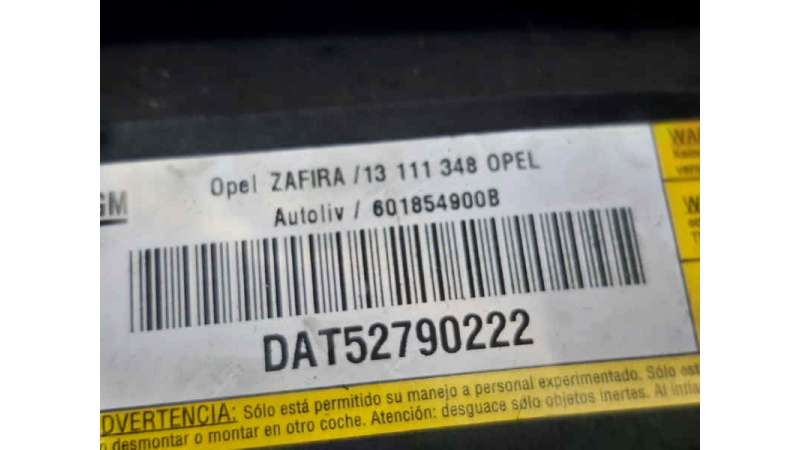 GM
Opel ZAFIRA /13 111 348 OPEL
Autoliv / 601854900B
DAT52790222
ADVERTENCIA: Sólo está permitido su manejo a personal experimentado. Sólo
desmontar o montar en otro coche. Atención: desguace sólo objetos inertes. Al